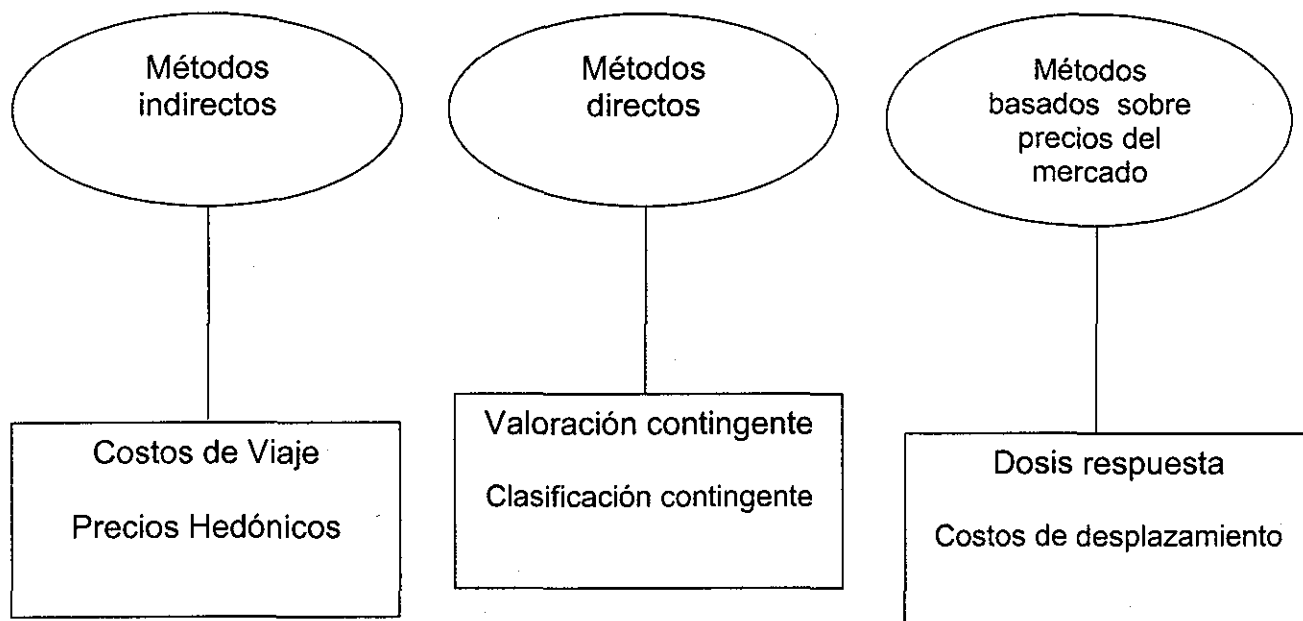 Métodos
indirectos
Métodos
directos
Métodos
basados sobre
precios del
mercado
Costos de Viaje
Precios Hedónicos
Valoración contingente
Clasificación contingente
Dosis respuesta
Costos de desplazamiento